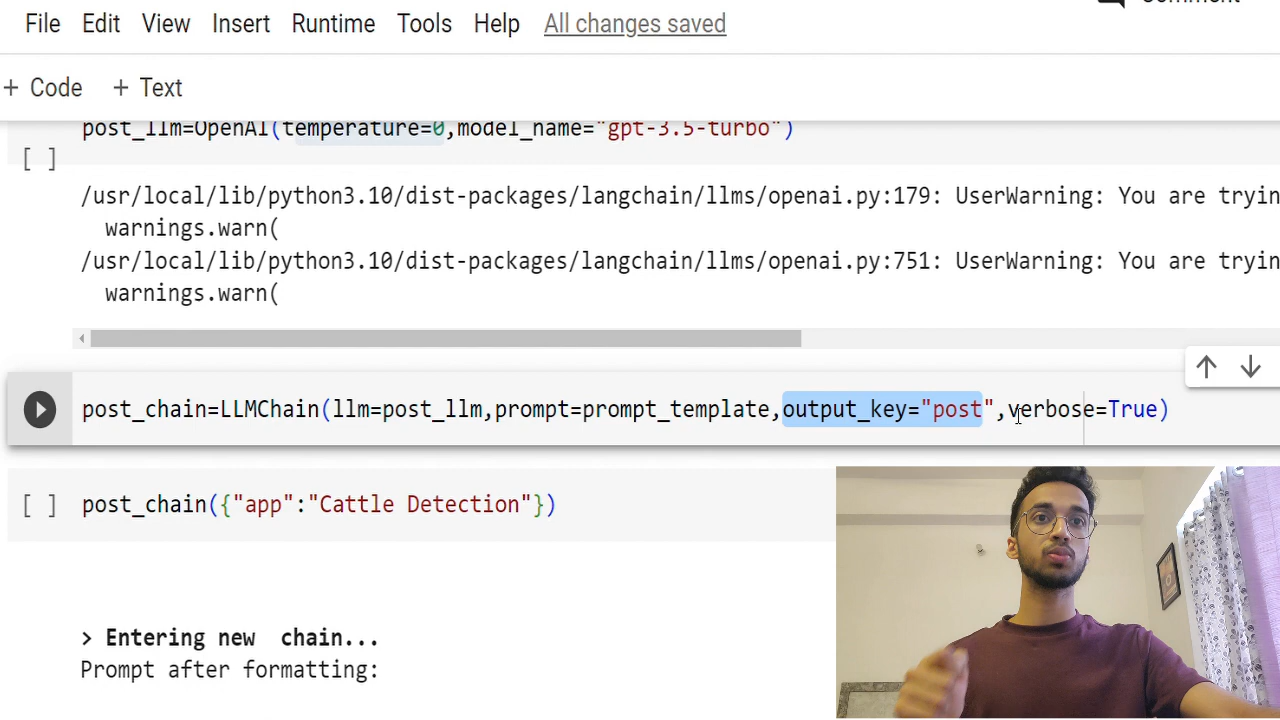 File Edit View Insert Runtime Tools Help All changes saved
+ Code + Text
post_llm=OpenAI(temperature=0,model_name="gpt-3.5-turbo")
[ ]
/usr/local/lib/python3.10/dist-packages/langchain/llms/openai.py:179: UserWarning: You are tryin
warnings.warn(
/usr/local/lib/python3.10/dist-packages/langchain/llms/openai.py:751: UserWarning: You are tryin
warnings.warn(
post_chain=LLMChain(llm=post_llm,prompt=prompt_template,output_key="post",verbose=True)
[ ] post_chain({"app":"Cattle Detection"})
> Entering new chain...
Prompt after formatting: